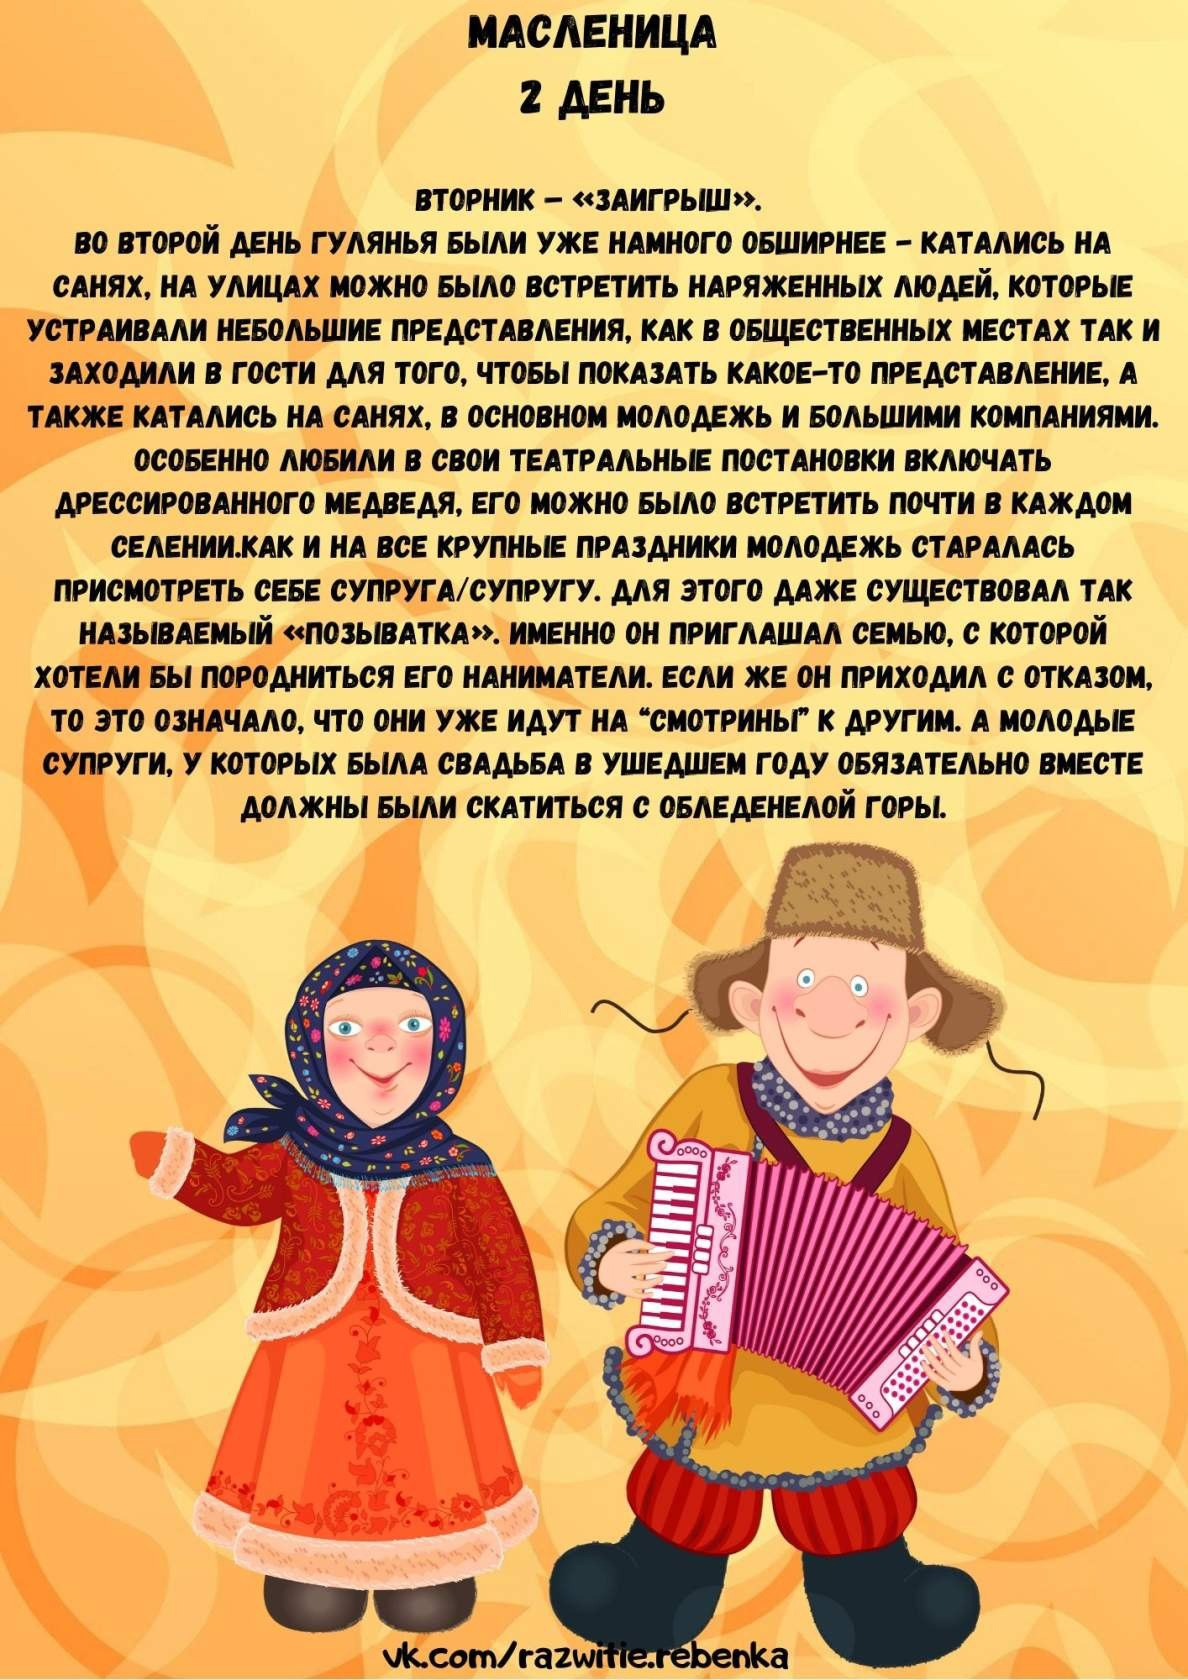 МАСЛЕНИЦА
2 ДЕНЬ
ВТОРНИК – «ЗАИГРЫШ».
ВО ВТОРОЙ ДЕНЬ ГУЛЯНЬЯ БЫЛИ УЖЕ НАМНОГО ОБШИРНЕЕ – КАТАЛИСЬ НА
САНЯХ, НА УЛИЦАХ МОЖНО БЫЛО ВСТРЕТИТЬ НАРЯЖЕННЫХ ЛЮДЕЙ, КОТОРЫЕ
УСТРАИВАЛИ НЕБОЛЬШИЕ ПРЕДСТАВЛЕНИЯ, КАК В ОБЩЕСТВЕННЫХ МЕСТАХ ТАК И
ЗАХОДИЛИ В ГОСТИ ДЛЯ ТОГО, ЧТОБЫ ПОКАЗАТЬ КАКОЕ-ТО ПРЕДСТАВЛЕНИЕ, А
ТАКЖЕ КАТАЛИСЬ НА САНЯХ, В ОСНОВНОМ МОЛОДЕЖЬ И БОЛЬШИМИ КОМПАНИЯМИ.
ОСОБЕННО ЛЮБИЛИ В СВОИ ТЕАТРАЛЬНЫЕ ПОСТАНОВКИ ВКЛЮЧАТЬ
ДРЕССИРОВАННОГО МЕДВЕДЯ, ЕГО МОЖНО БЫЛО ВСТРЕТИТЬ ПОЧТИ В КАЖДОМ
СЕЛЕНИИ.КАК И НА ВСЕ КРУПНЫЕ ПРАЗДНИКИ МОЛОДЕЖЬ СТАРАЛАСЬ
ПРИСМОТРЕТЬ СЕБЕ СУПРУГА/СУПРУГУ. ДЛЯ ЭТОГО ДАЖЕ СУЩЕСТВОВАЛ ТАК
НАЗЫВАЕМЫЙ «ПОЗЫВАТКА». ИМЕННО ОН ПРИГЛАШАЛ СЕМЬЮ, С КОТОРОЙ
ХОТЕЛИ БЫ ПОРОДНИТЬСЯ ЕГО НАНИМАТЕЛИ. ЕСЛИ ЖЕ ОН ПРИХОДИЛ С ОТКАЗОМ,
ТО ЭТО ОЗНАЧАЛО, ЧТО ОНИ УЖЕ ИДУТ НА “СМОТРИНЫ” К ДРУГИМ. А МОЛОДЫЕ
СУПРУГИ, У КОТОРЫХ БЫЛА СВАДЬБА В УШЕДШЕМ ГОДУ ОБЯЗАТЕЛЬНО ВМЕСТЕ
ДОЛЖНЫ БЫЛИ СКАТИТЬСЯ С ОБЛЕДЕНЕЛОЙ ГОРЫ.
vk.com/razwitie.rebenka